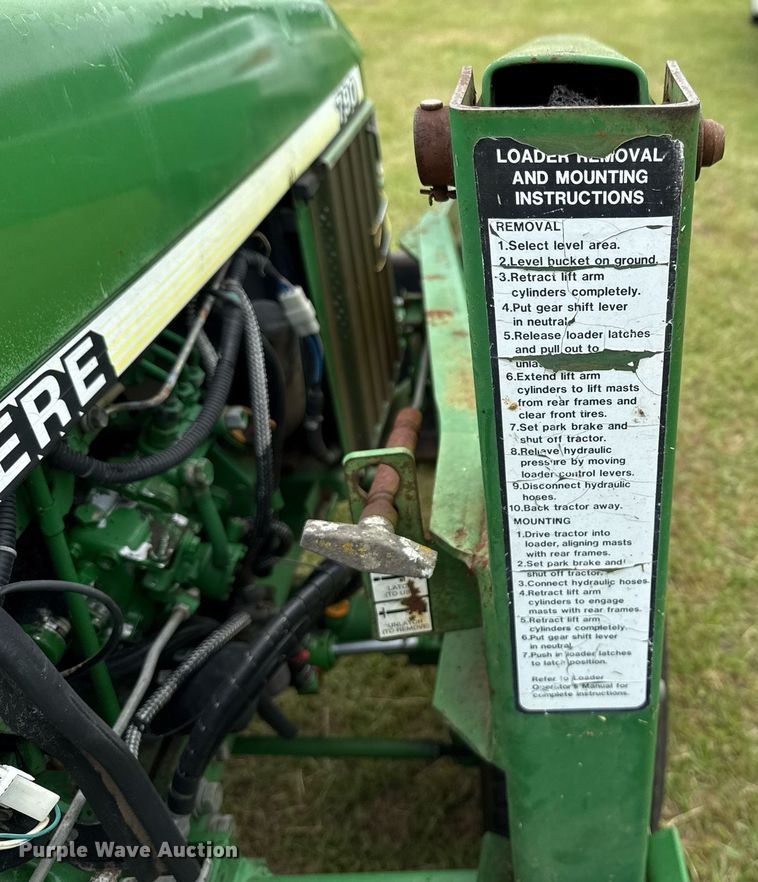 790
ERE
LOADER REMOVAL
AND MOUNTING
INSTRUCTIONS
REMOVAL
1.Select level area.
2.Level bucket on ground.
3.Retract lift arm
cylinders completely.
4.Put gear shift lever
in neutral.
5.Release loader latches
and pull out to
6.Extend lift arm
cylinders to lift masts
from rear frames and
clear front tires.
7.Set park brake and
shut off tractor.
8.Relieve hydraulic
pressure by moving
loader control levers.
9.Disconnect hydraulic
hoses.
10.Back tractor away.
MOUNTING
1.Drive tractor into
loader, aligning masts
with rear frames.
2.Set park brake and
shut off tractor.
3.Connect hydraulic hoses.
4.Retract lift arm
cylinders to engage
masts with rear frames.
5.Retract lift arm
cylinders completely.
6.Put gear shift lever
in neutral.
7.Push in loader latches
to latch position.
Refer to Loader
Operator's Manual for
complete instructions.
LATCH
(TO USE)
UNLATCH
(TO REMOVE)
Purple Wave Auction